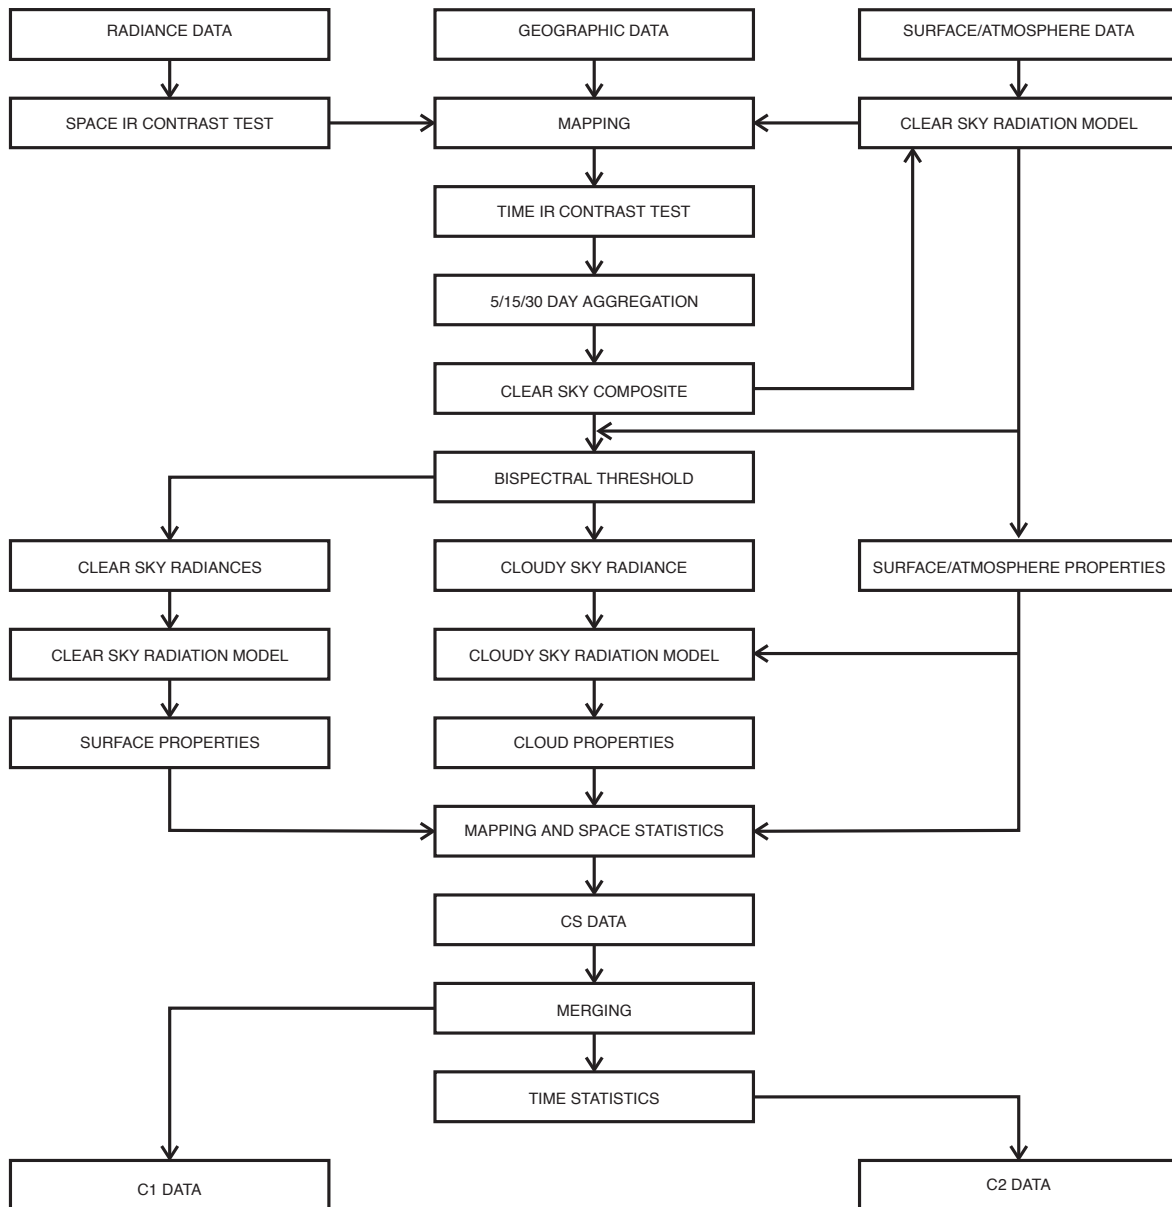 RADIANCE DATA
GEOGRAPHIC DATA
SURFACE/ATMOSPHERE DATA
SPACE IR CONTRAST TEST
MAPPING
CLEAR SKY RADIATION MODEL
TIME IR CONTRAST TEST
5/15/30 DAY AGGREGATION
CLEAR SKY COMPOSITE
BISPECTRAL THRESHOLD
CLEAR SKY RADIANCES
CLOUDY SKY RADIANCE
SURFACE/ATMOSPHERE PROPERTIES
CLEAR SKY RADIATION MODEL
CLOUDY SKY RADIATION MODEL
SURFACE PROPERTIES
CLOUD PROPERTIES
MAPPING AND SPACE STATISTICS
CS DATA
MERGING
TIME STATISTICS
C1 DATA
C2 DATA